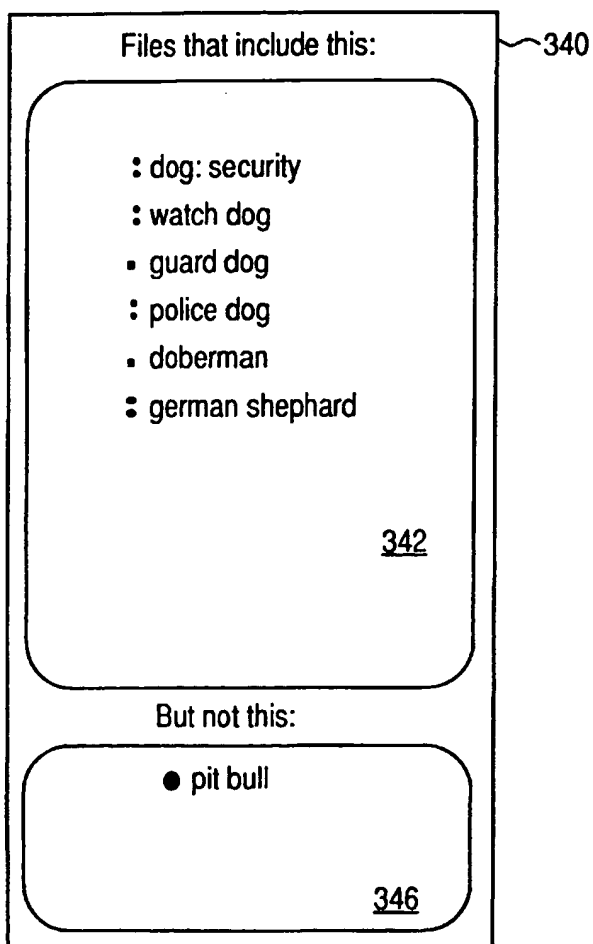 Files that include this:
340
: dog: security
: watch dog
. guard dog
: police dog
. doberman
: german shephard
342
But not this:
● pit bull
346